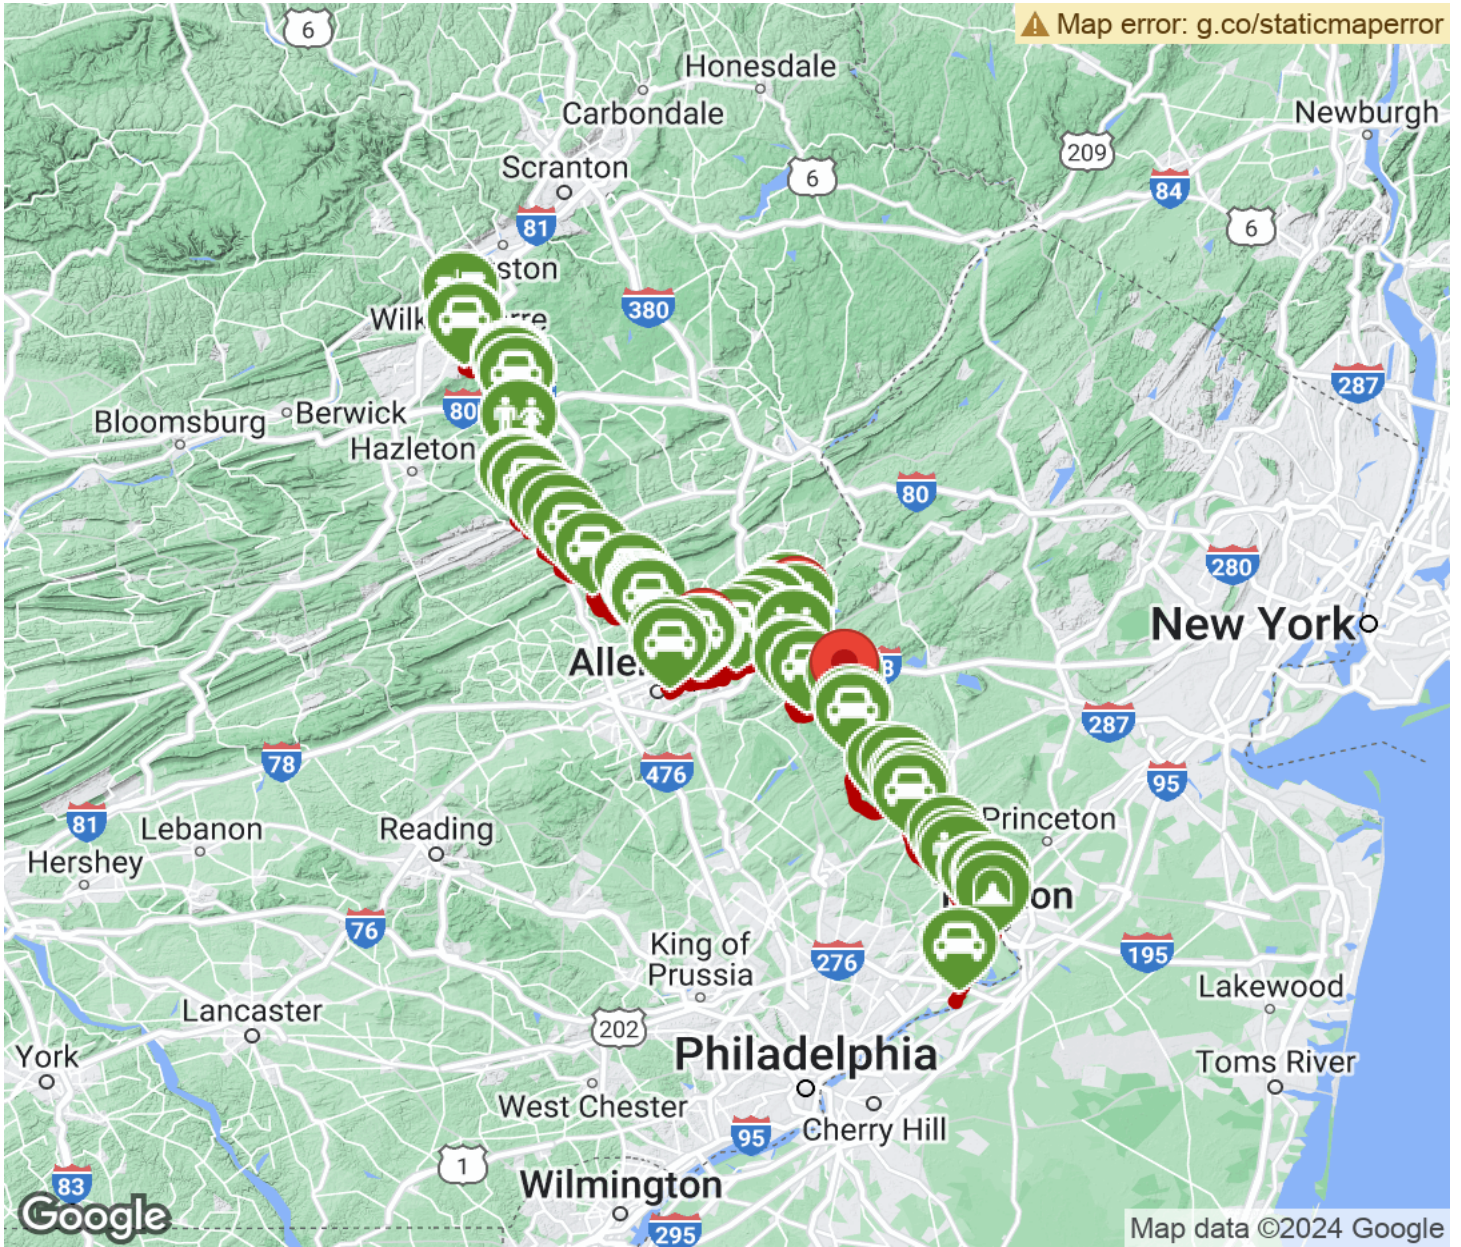 6
Map error: g.co/staticmaperror
Honesdale
Carbondale
Newburgh
209
Scranton
6
84
6
81
ston
380
Wilk
rre
287
80
Berwick
Bloomsburg
Hazleton
80
280
New York
Alle
8
287
78
476
95
81
Lebanon
Reading
Princeton
Hershey
on
76
King of
Prussia
276
195
Lakewood
Lancaster
202
York
Philadelphia
Toms River
West Chester
Cherry Hill
95
1
83
Wilmington
Google
295
Map data ©2024 Google